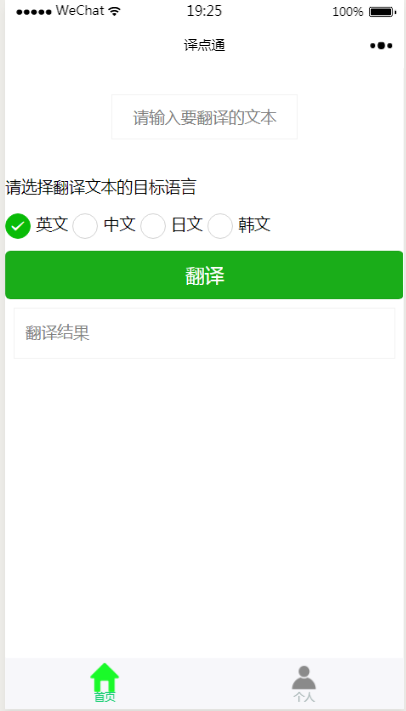 WeChat 19:25 100%
译点通
请输入要翻译的文本
请选择翻译文本的目标语言
英文 中文 日文 韩文
翻译
翻译结果
首页 个人